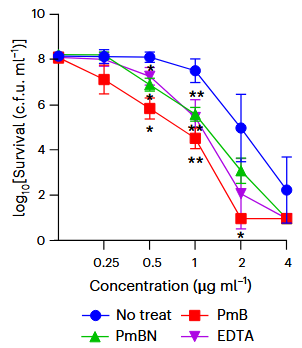 10
8
6
4
2
0
log10[Survival (c.f.u. ml−1)]
*
*
*
**
**
**
*
0.25 0.5 1 2 4
Concentration (µg ml−1)
No treat PmB
PmBN EDTA